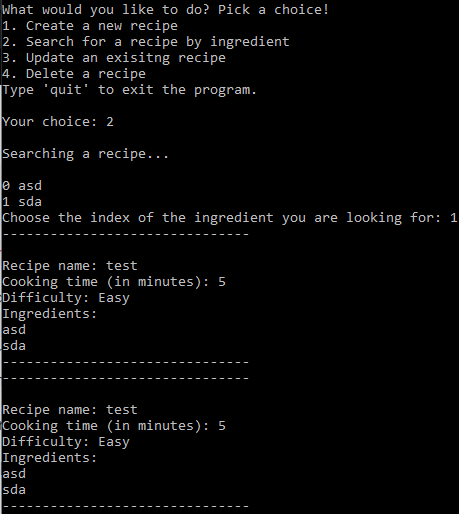 What would you like to do? Pick a choice!
1. Create a new recipe
2. Search for a recipe by ingredient
3. Update an exisitng recipe
4. Delete a recipe
Type 'quit' to exit the program.
Your choice: 2
Searching a recipe...
0 asd
1 sda
Choose the index of the ingredient you are looking for: 1
-------------------------------
Recipe name: test
Cooking time (in minutes): 5
Difficulty: Easy
Ingredients:
asd
sda
-------------------------------
-------------------------------
Recipe name: test
Cooking time (in minutes): 5
Difficulty: Easy
Ingredients:
asd
sda
-------------------------------